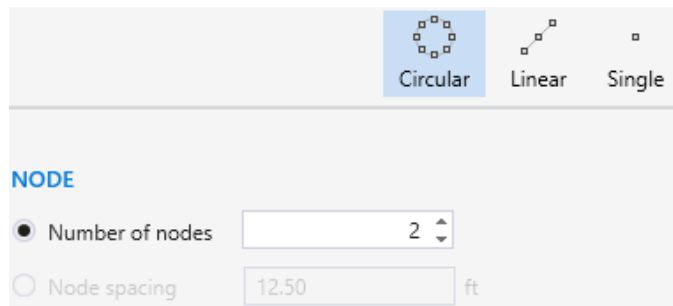 Circular Linear Single
NODE
Number of nodes 2
Node spacing 12.50 ft